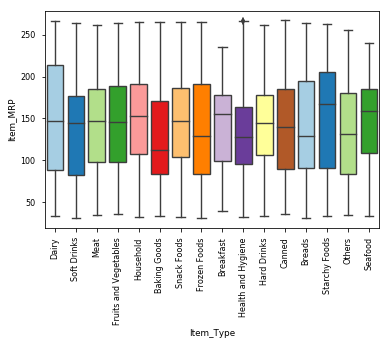 250
200
150
100
50
Item_MRP
Dairy
Soft Drinks
Meat
Fruits and Vegetables
Household
Baking Goods
Snack Foods
Frozen Foods
Breakfast
Health and Hygiene
Hard Drinks
Canned
Breads
Starchy Foods
Others
Seafood
Item_Type